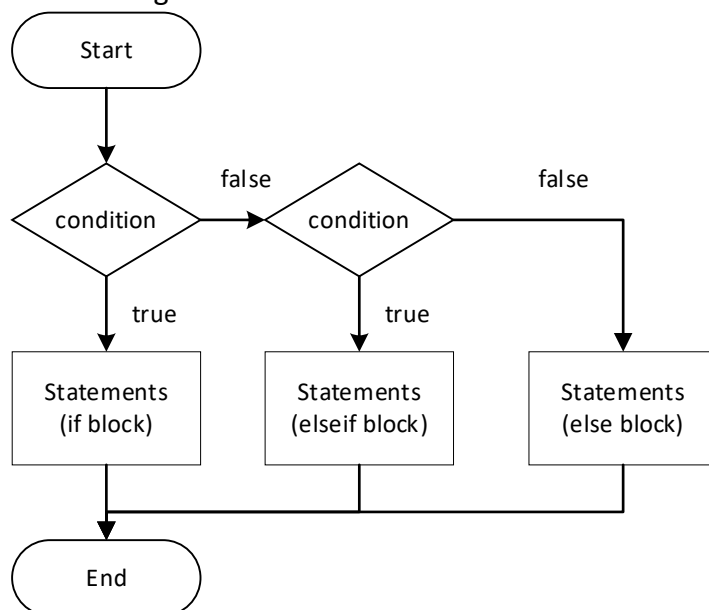 Start
false
false
condition
condition
true
true
Statements
(if block)
Statements
(elseif block)
Statements
(else block)
End